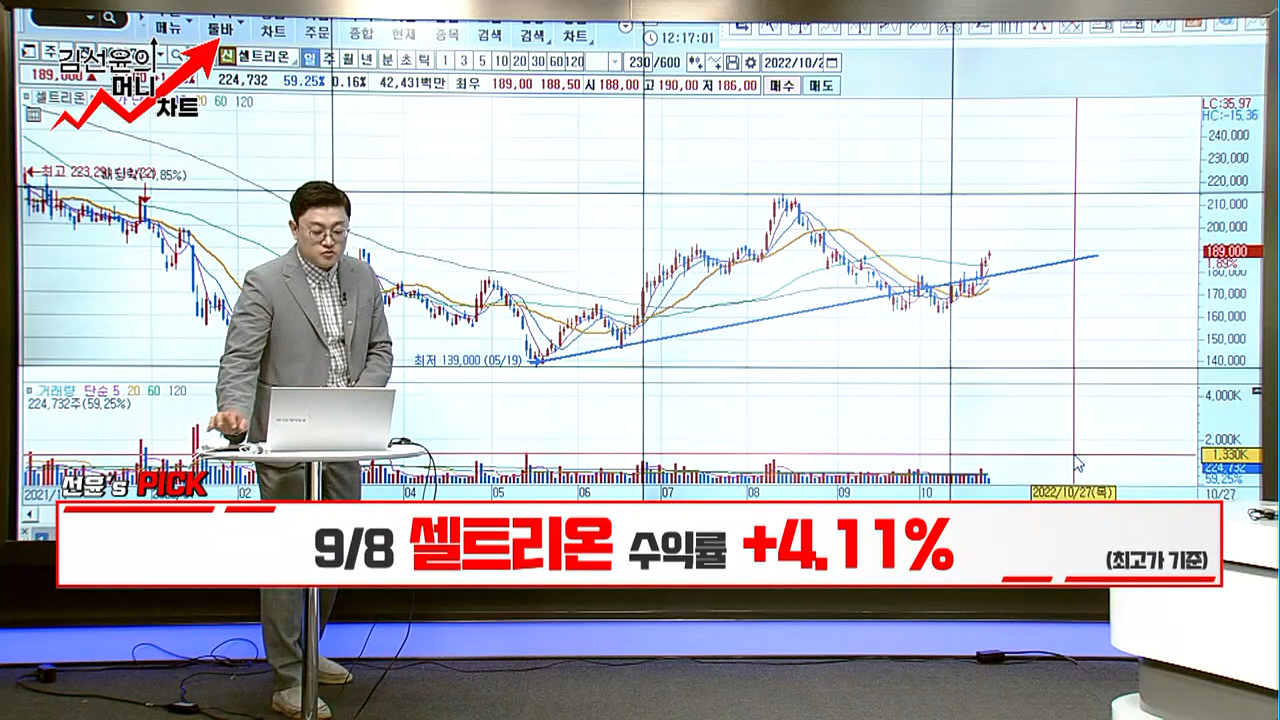 메뉴 툴바 차트 주문 종합 현재 종목 검색 검색 차트
12:17:01
김선윤의
머니
차트
신 셀트리온 일 주 월 년 분 초 틱 1 3 5 10 20 30 60 120 230 /600 2022/10/2
224,732 59.25% 0.16% 42,431백만 최우 189,00 188,50 시 188,00 고 190,00 저 186,00 매수 매도
셀트리온 20 60 120
LC:35,97
HC:-15,36
240,000
230,000
최고 223,29
220,000
210,000
200,000
189,000
1,89%
180,000
170,000
160,000
150,000
최저 139,000 (05/19)
140,000
거래량 단순 5 20 60 120
224,732주(59,25%)
4,000K
2,000K
1,330K
224,732
59,25%
2021/1 02 04 05 06 07 08 09 10 2022/10/27(목) 10/27
선윤's PICK
9/8 셀트리온 수익률 +4.11%
(최고가 기준)